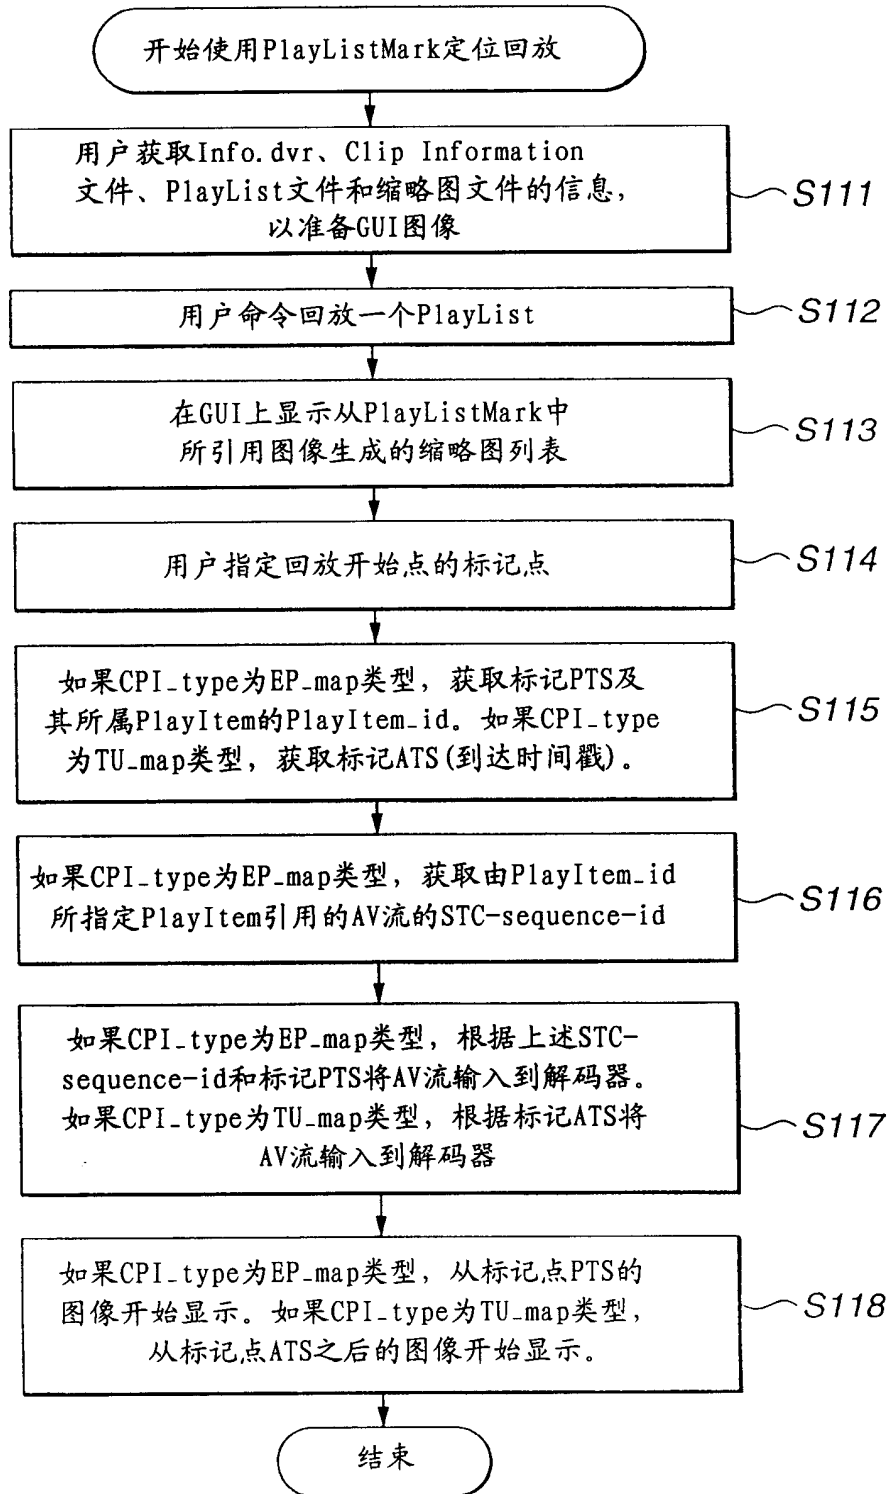 开始使用PlayListMark定位回放
用户获取Info.dvr、Clip Information
文件、PlayList文件和缩略图文件的信息，
以准备GUI图像
S111
用户命令回放一个PlayList
S112
在GUI上显示从PlayListMark中
所引用图像生成的缩略图列表
S113
用户指定回放开始点的标记点
S114
如果CPI_type为EP_map类型，获取标记PTS及
其所属PlayItem的PlayItem_id。如果CPI_type
为TU_map类型，获取标记ATS(到达时间戳)。
S115
如果CPI_type为EP_map类型，获取由PlayItem_id
所指定PlayItem引用的AV流的STC-sequence-id
S116
如果CPI_type为EP_map类型，根据上述STC-
sequence-id和标记PTS将AV流输入到解码器。
如果CPI_type为TU_map类型，根据标记ATS将
AV流输入到解码器
S117
如果CPI_type为EP_map类型，从标记点PTS的
图像开始显示。如果CPI_type为TU_map类型，
从标记点ATS之后的图像开始显示。
S118
结束